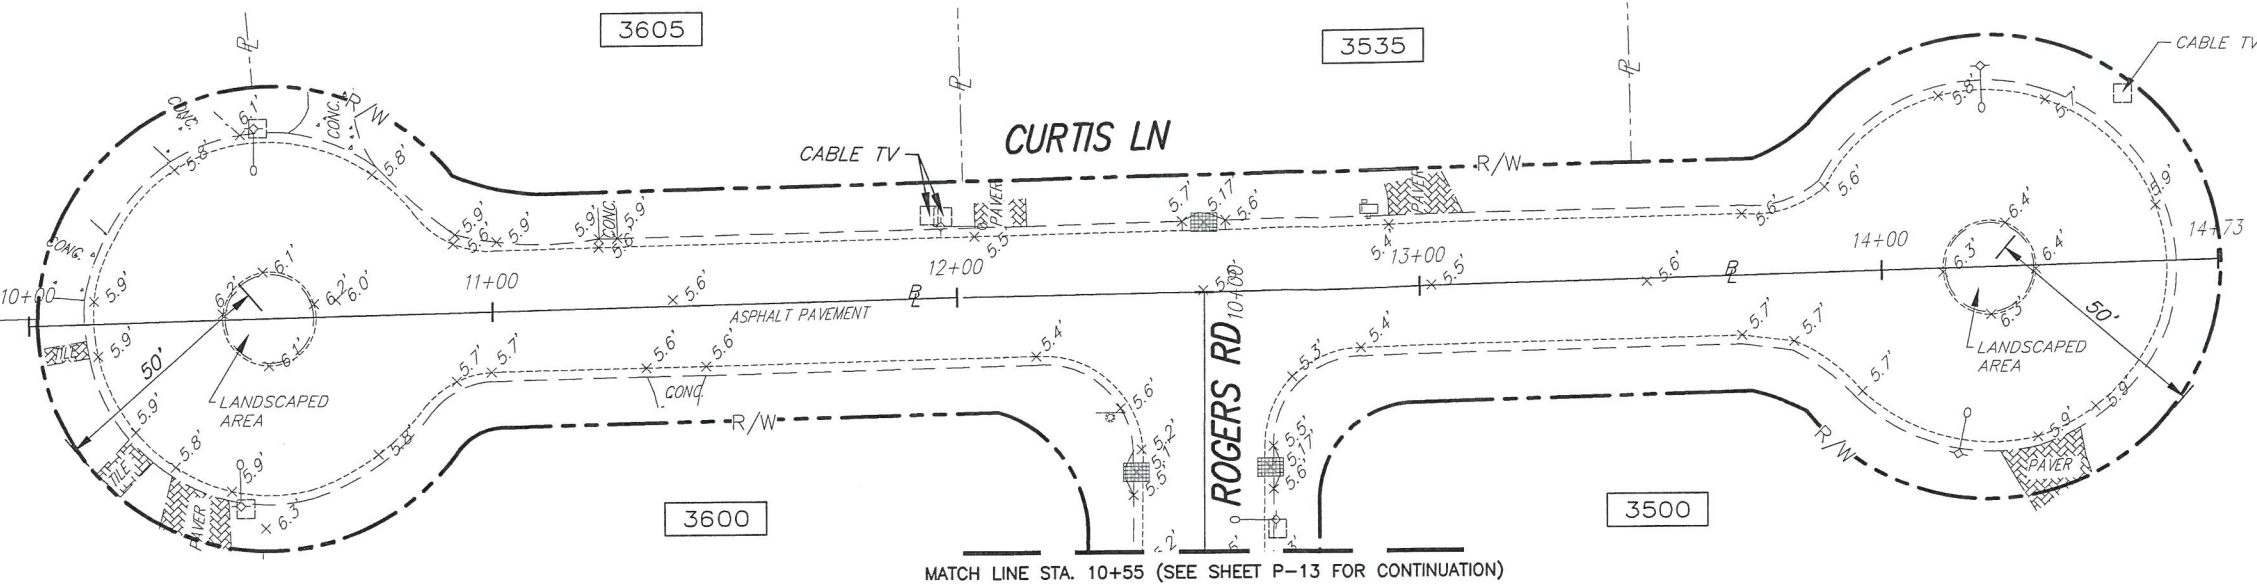 3605
3535
CABLE TV
CURTIS LN
CABLE TV
R/W
R/W
℄
℄
℄
CONC.
CONC.
CONC.
CONC.
6.1'
5.8'
5.8'
5.9'
5.6'
5.9'
5.9'
5.9'
5.6'
PAVER
5.5'
5.7'
5.17'
5.6'
PAVER
5.4'
5.6'
5.6'
5.8'
5.7'
5.9'
10+00
11+00
12+00
13+00
14+00
14+73
5.9'
6.2'
6.1'
6.2'
6.0'
6.1'
5.6'
ASPHALT PAVEMENT
10+00
5.5'
5.6'
6.3'
6.4'
6.4'
6.3'
TILE
5.9'
50'
LANDSCAPED
AREA
50'
LANDSCAPED
AREA
5.9'
5.8'
5.9'
5.8'
6.3'
TILE
PAVER
5.7'
5.7'
5.6'
5.6'
CONC.
5.4'
5.6'
5.2'
5.5'
ROGERS RD
5.3'
5.4'
5.5'
5.17'
5.6'
5.7'
5.7'
5.7'
5.9'
5.9'
PAVER
R/W
R/W
3600
3500
MATCH LINE STA. 10+55 (SEE SHEET P-13 FOR CONTINUATION)